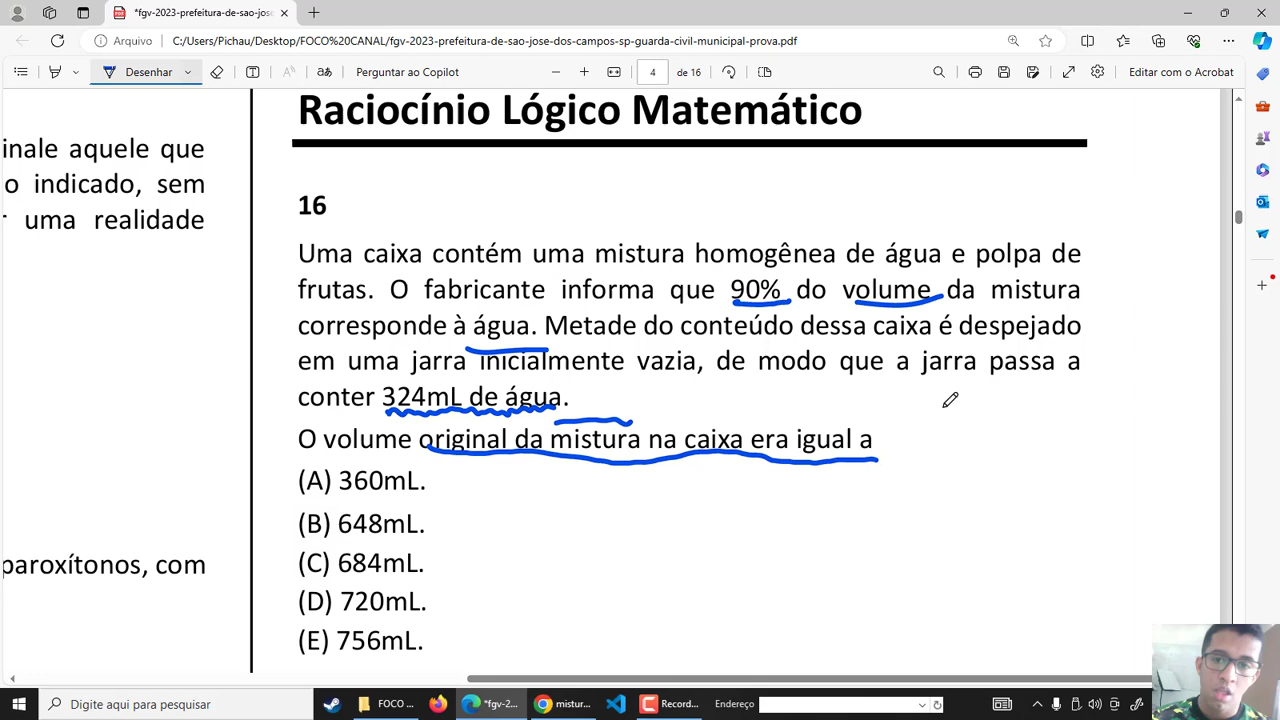 *fgv-2023-prefeitura-de-sao-jose
Arquivo
C:/Users/Pichau/Desktop/FOCO%20CANAL/fgv-2023-prefeitura-de-sao-jose-dos-campos-sp-guarda-civil-municipal-prova.pdf
Desenhar
Perguntar ao Copilot
4
de 16
Editar com o Acrobat
inale aquele que
o indicado, sem
uma realidade
paroxítonos, com
Raciocínio Lógico Matemático
16
Uma caixa contém uma mistura homogênea de água e polpa de
frutas. O fabricante informa que 90% do volume da mistura
corresponde à água. Metade do conteúdo dessa caixa é despejado
em uma jarra inicialmente vazia, de modo que a jarra passa a
conter 324mL de água.
O volume original da mistura na caixa era igual a
(A) 360mL.
(B) 648mL.
(C) 684mL.
(D) 720mL.
(E) 756mL.
Digite aqui para pesquisar
FOCO ...
*fgv-2...
mistur...
Record...
Endereço